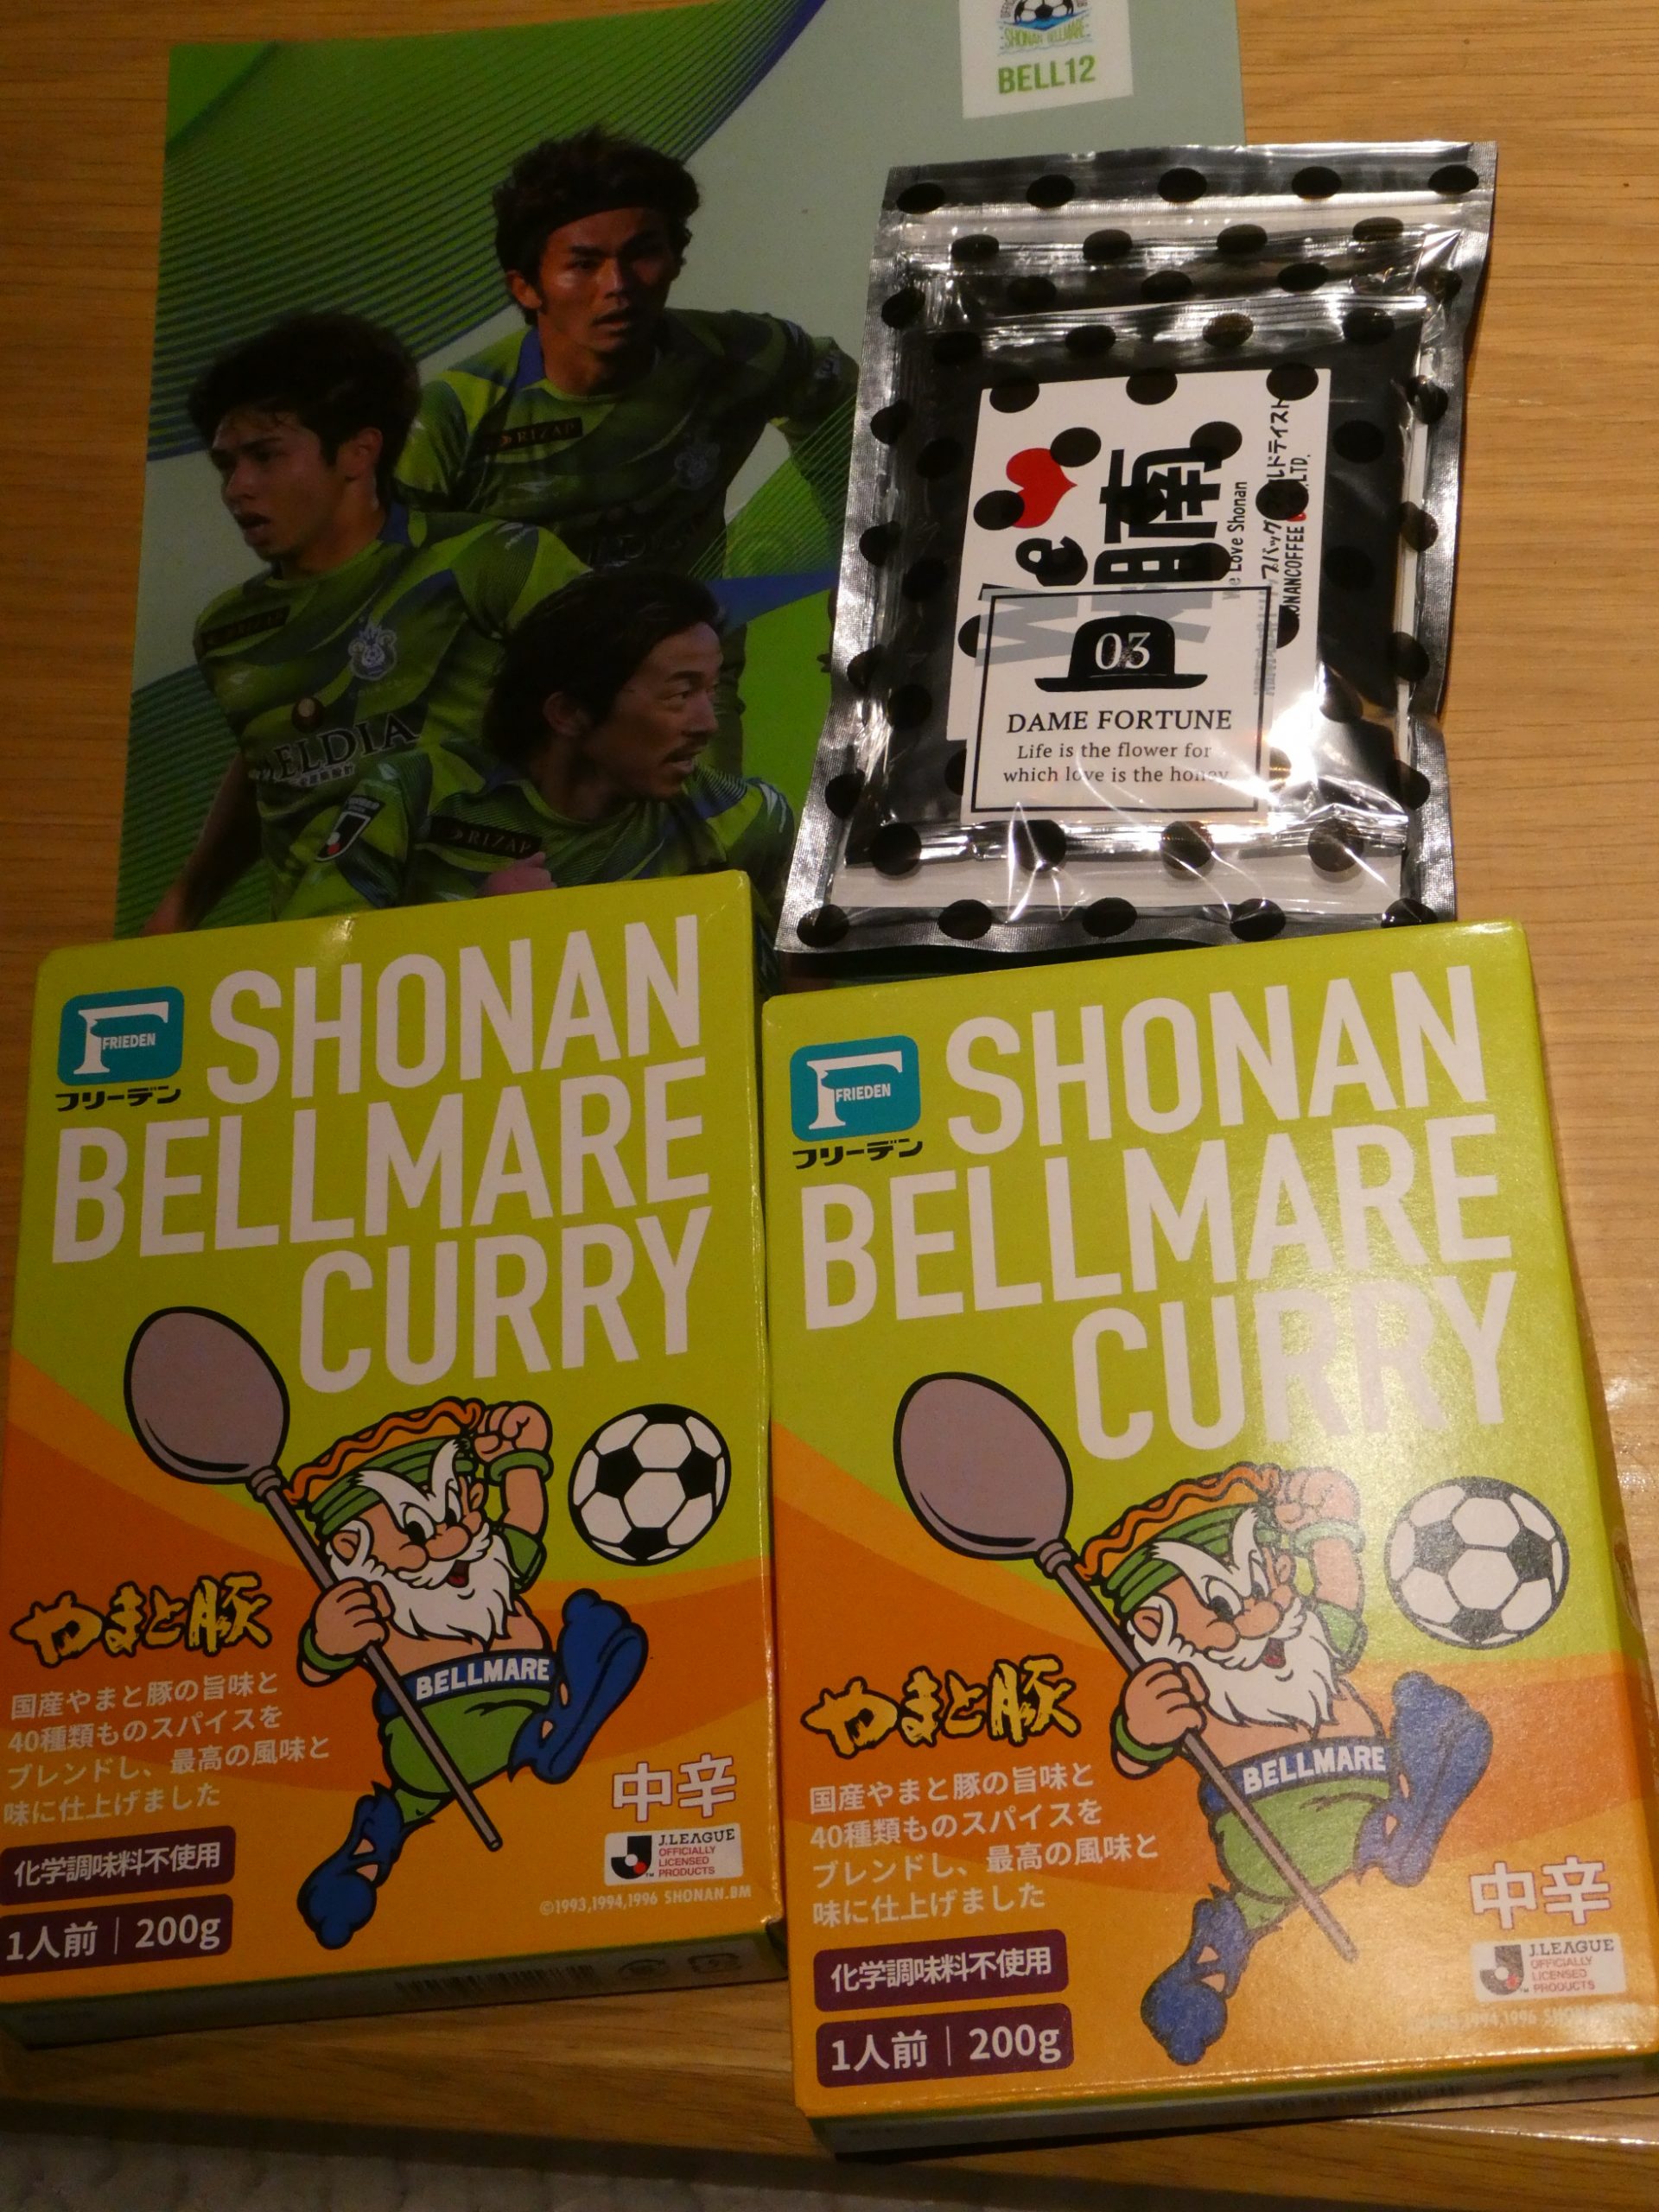 SHONAN BELLMARE
BELL12
RIZAP
ELDIA
RIZAP
We Love Shonan
03
DAME FORTUNE
Life is the flower for
which love is the honey
FRIEDEN
フリーデン
SHONAN
BELLMARE
CURRY
やまと豚
国産やまと豚の旨味と
40種類ものスパイスを
ブレンドし、最高の風味と
味に仕上げました
化学調味料不使用
1人前|200g
BELLMARE
中辛
J.LEAGUE
OFFICIALLY
LICENSED
PRODUCTS
©1993,1994,1996 SHONAN.BM
FRIEDEN
フリーデン
SHONAN
BELLMARE
CURRY
やまと豚
国産やまと豚の旨味と
40種類ものスパイスを
ブレンドし、最高の風味と
味に仕上げました
化学調味料不使用
1人前|200g
BELLMARE
中辛
J.LEAGUE
OFFICIALLY
LICENSED
PRODUCTS